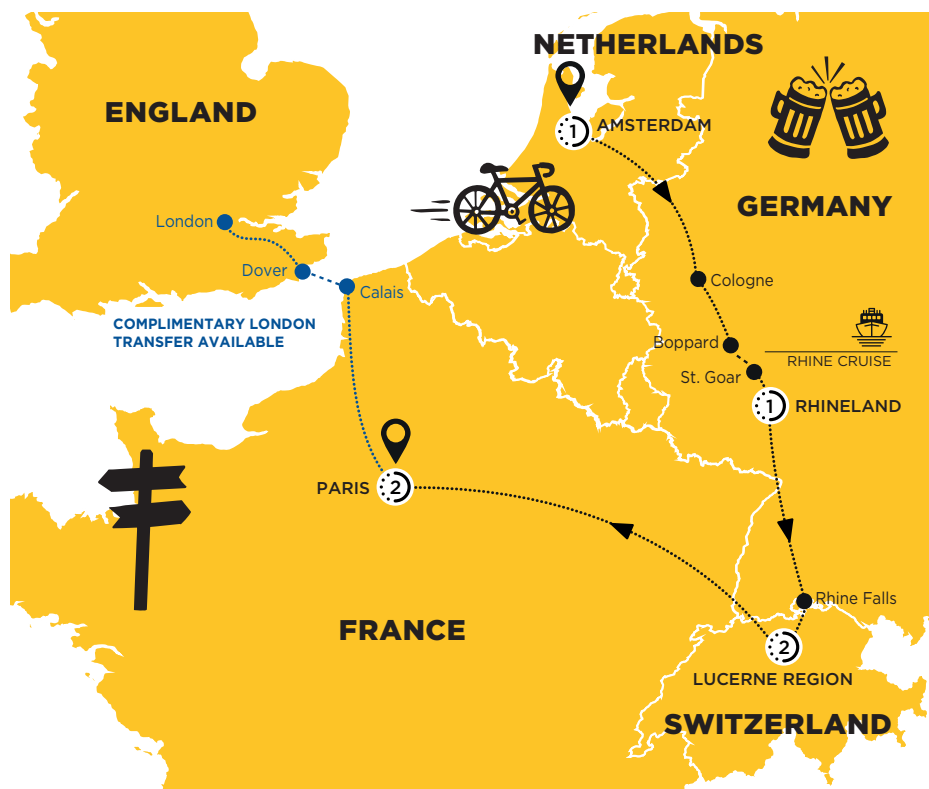 NETHERLANDS
ENGLAND
1
AMSTERDAM
GERMANY
London
Dover
Calais
Cologne
COMPLIMENTARY LONDON
TRANSFER AVAILABLE
Boppard
RHINE CRUISE
St. Goar
1
RHINELAND
PARIS
2
Rhine Falls
FRANCE
2
LUCERNE REGION
SWITZERLAND